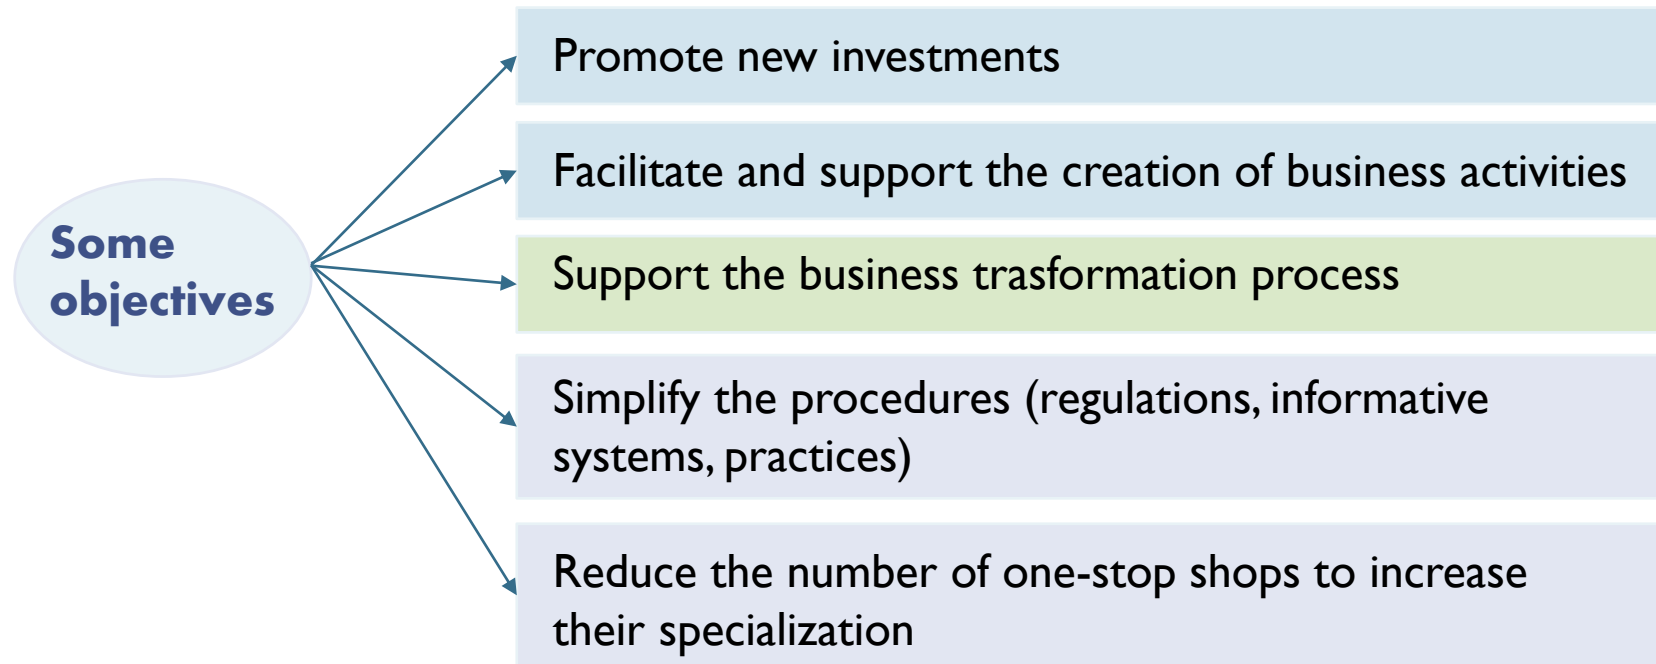 Some
objectives
Promote new investments
Facilitate and support the creation of business activities
Support the business trasformation process
Simplify the procedures (regulations, informative
systems, practices)
Reduce the number of one-stop shops to increase
their specialization